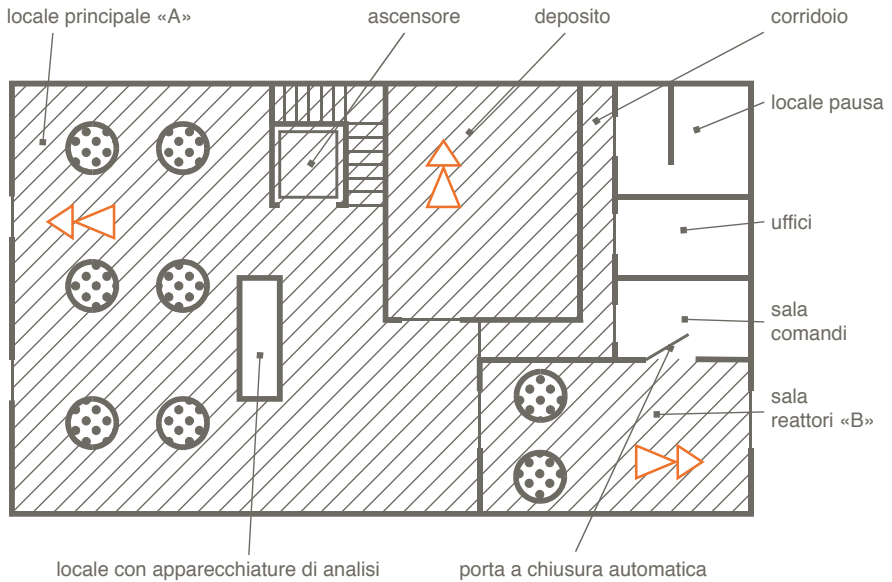 locale principale «A»
ascensore
deposito
corridoio
locale pausa
uffici
sala
comandi
sala
reattori «B»
locale con apparecchiature di analisi
porta a chiusura automatica